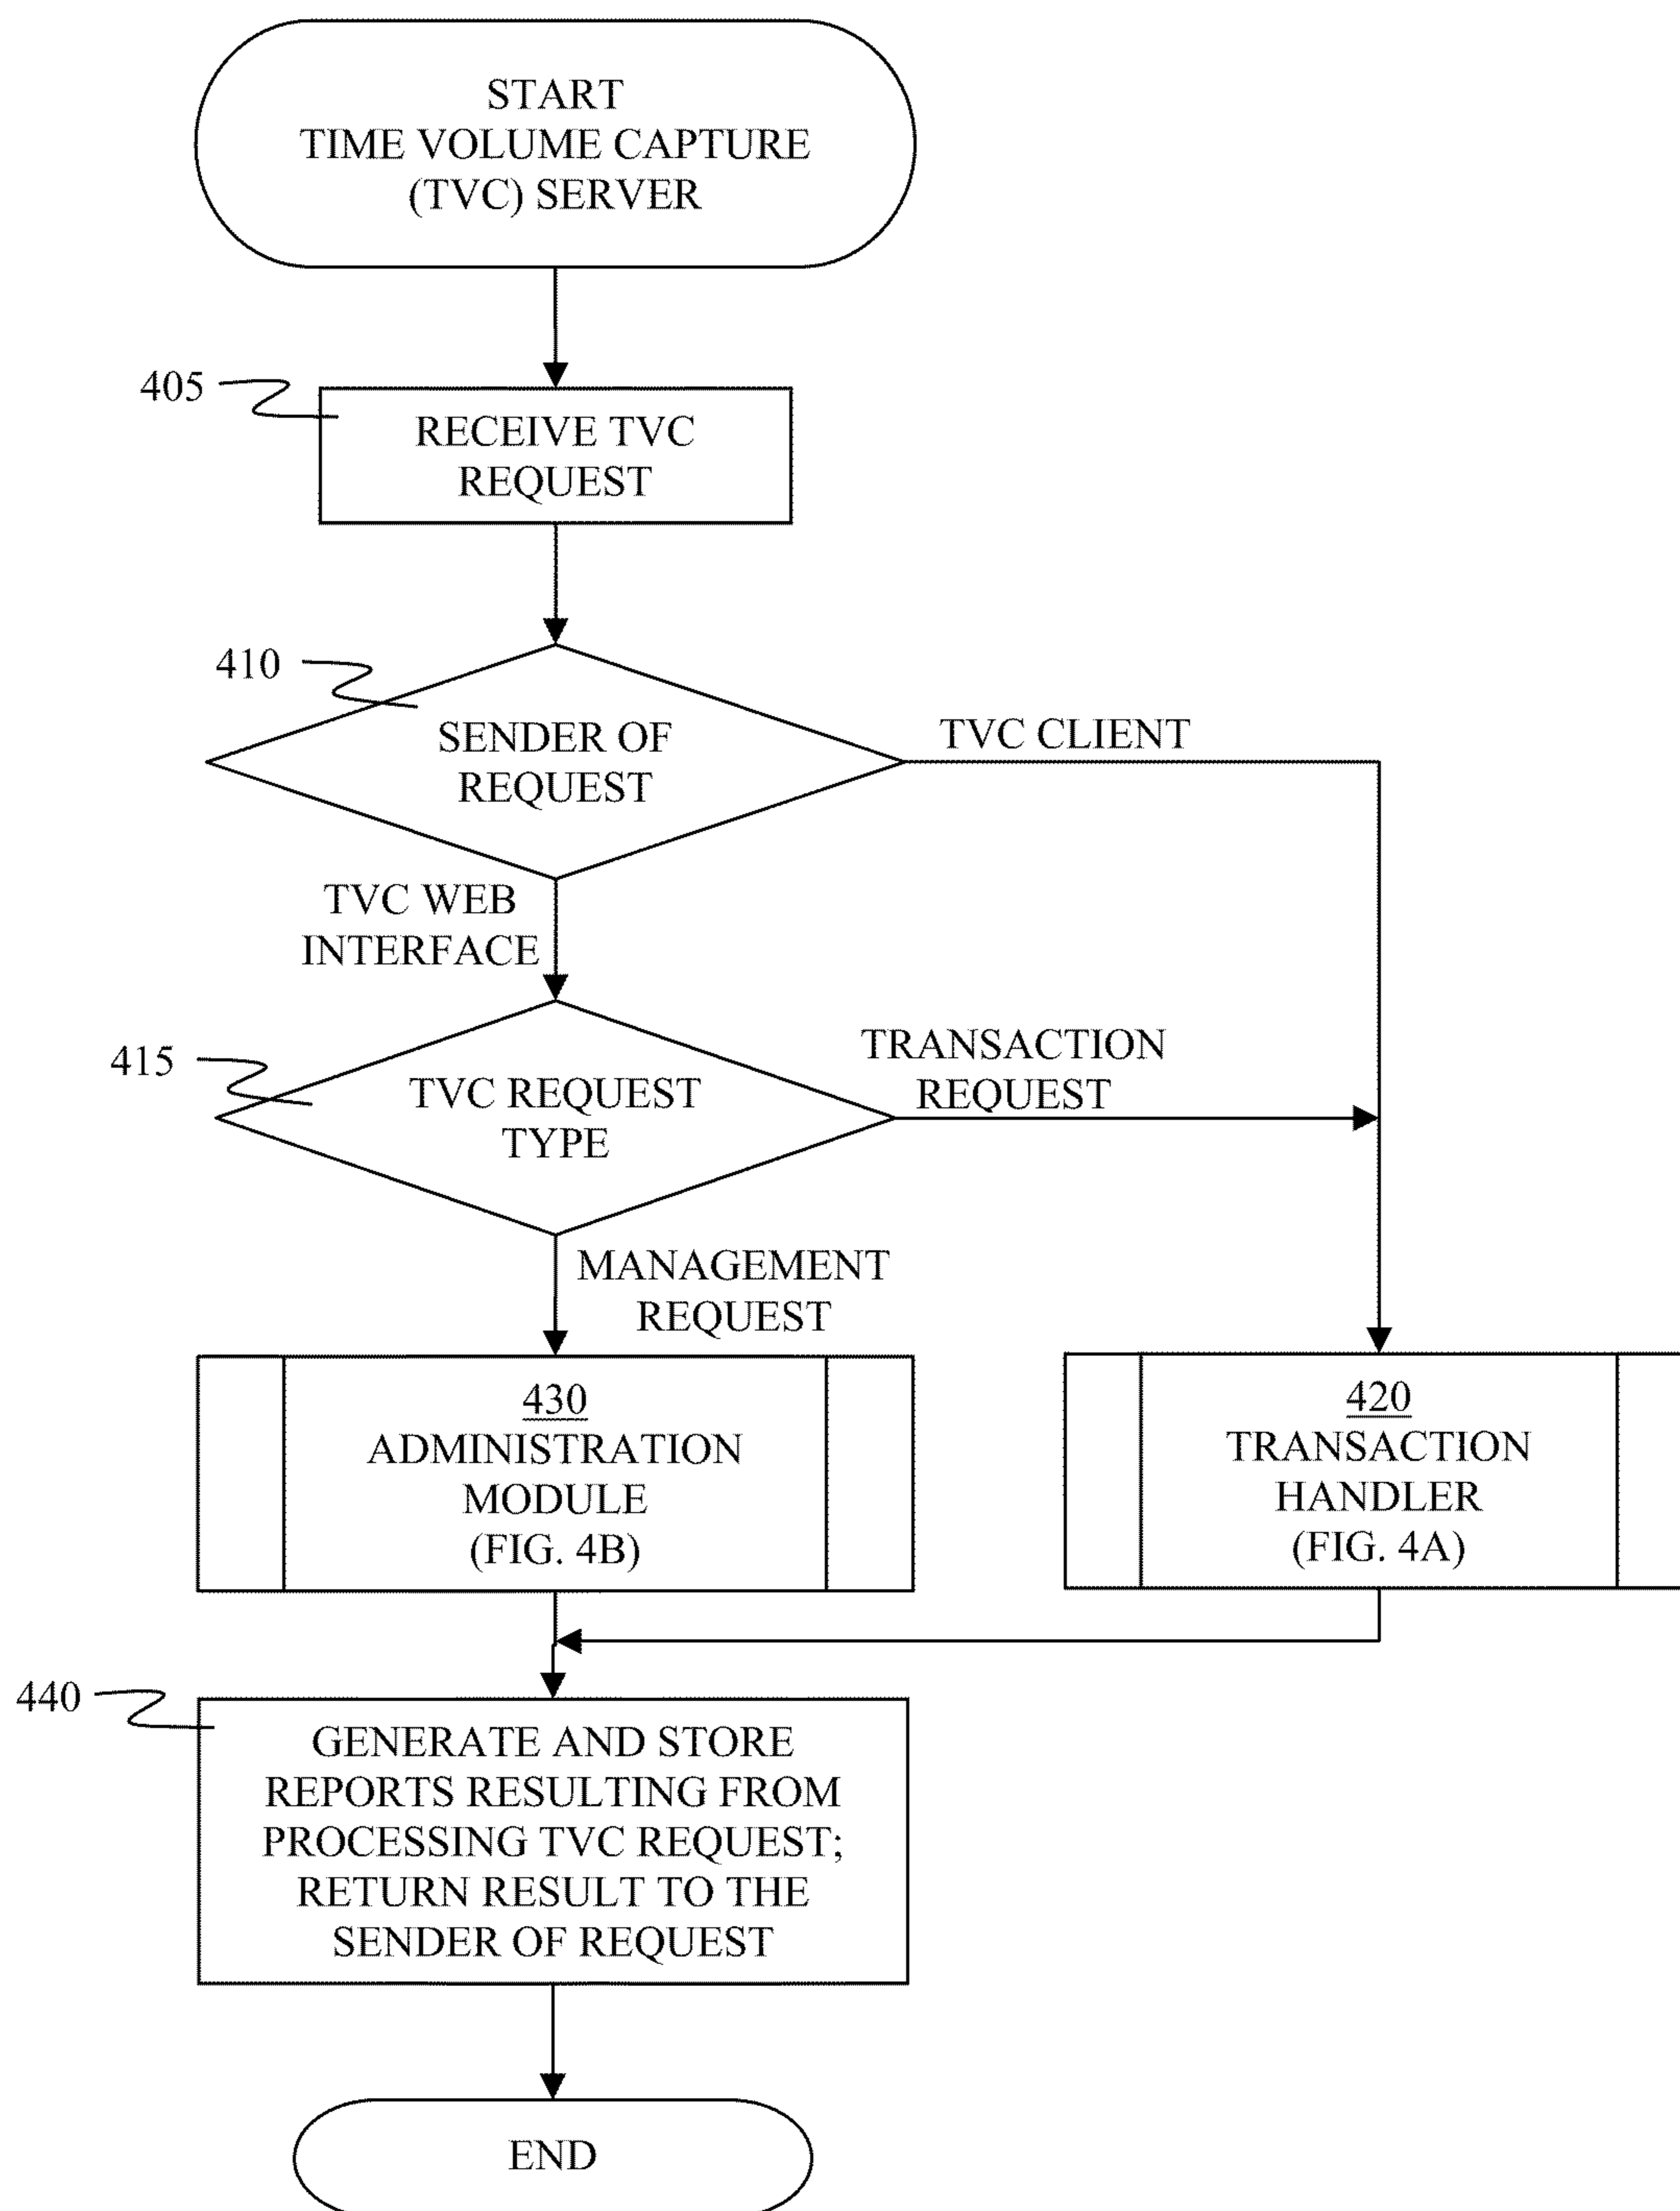 START
TIME VOLUME CAPTURE
(TVC) SERVER
405
RECEIVE TVC
REQUEST
410
SENDER OF
REQUEST
TVC CLIENT
TVC WEB
INTERFACE
415
TVC REQUEST
TYPE
TRANSACTION
REQUEST
MANAGEMENT
REQUEST
430
ADMINISTRATION
MODULE
(FIG. 4B)
420
TRANSACTION
HANDLER
(FIG. 4A)
440
GENERATE AND STORE
REPORTS RESULTING FROM
PROCESSING TVC REQUEST;
RETURN RESULT TO THE
SENDER OF REQUEST
END